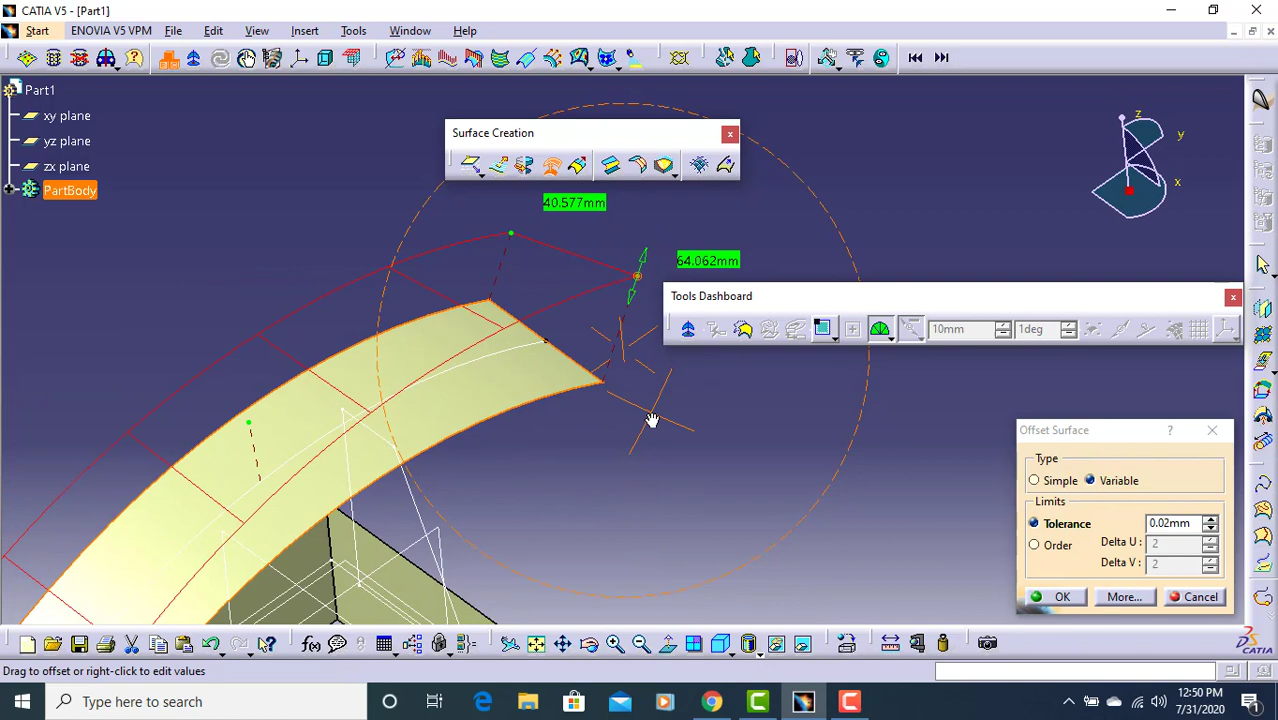 CATIA V5 - [Part1]
Start ENOVIA V5 VPM File Edit View Insert Tools Window Help
Part1
xy plane
yz plane
zx plane
PartBody
Surface Creation
40.577mm
64.062mm
z
y
x
Tools Dashboard
10mm 1deg
Offset Surface ?
Type
Simple Variable
Limits
Tolerance 0.02mm
Order Delta U : 2
Delta V : 2
OK More... Cancel
f(x)
CATIA
Drag to offset or right-click to edit values
Type here to search
12:50 PM
7/31/2020